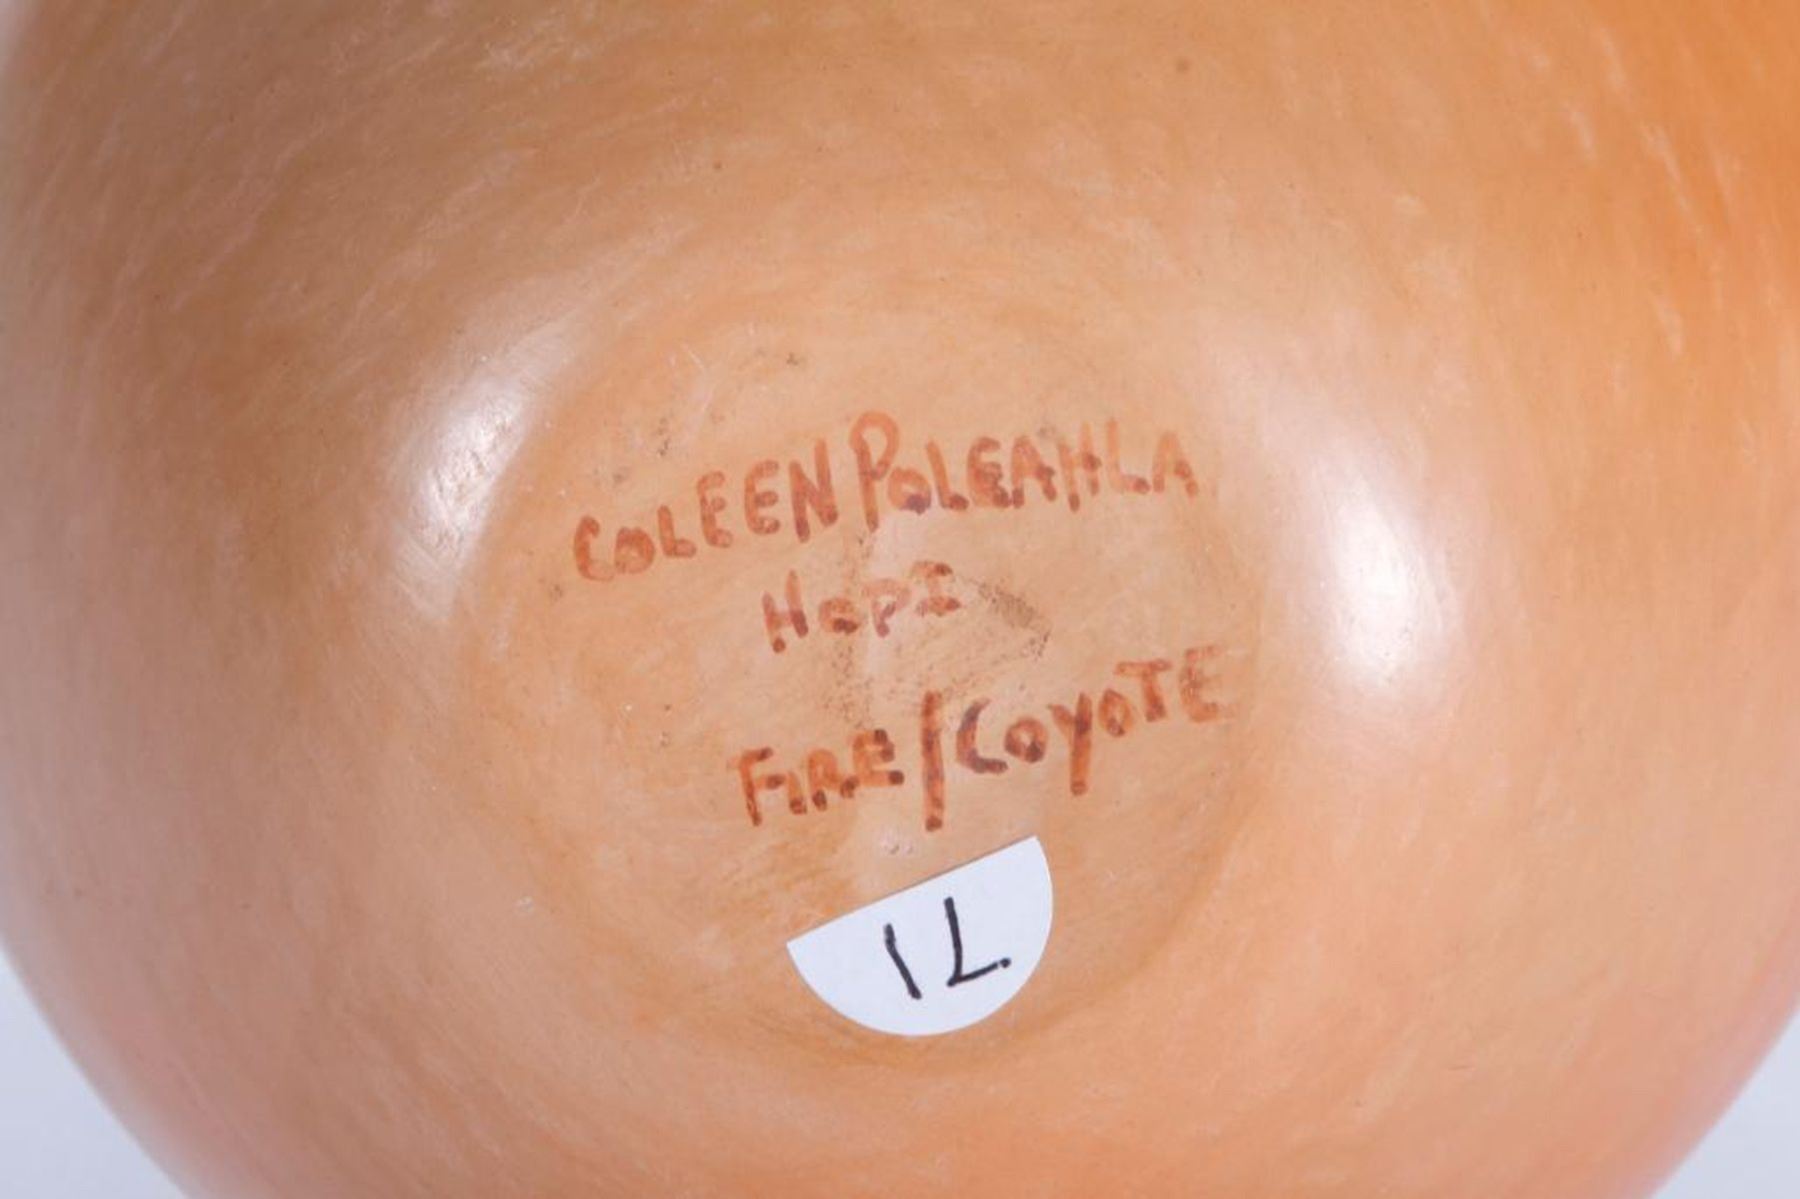 COLEEN POLEAHLA
HOPI
FIRE/COYOTE
1L.